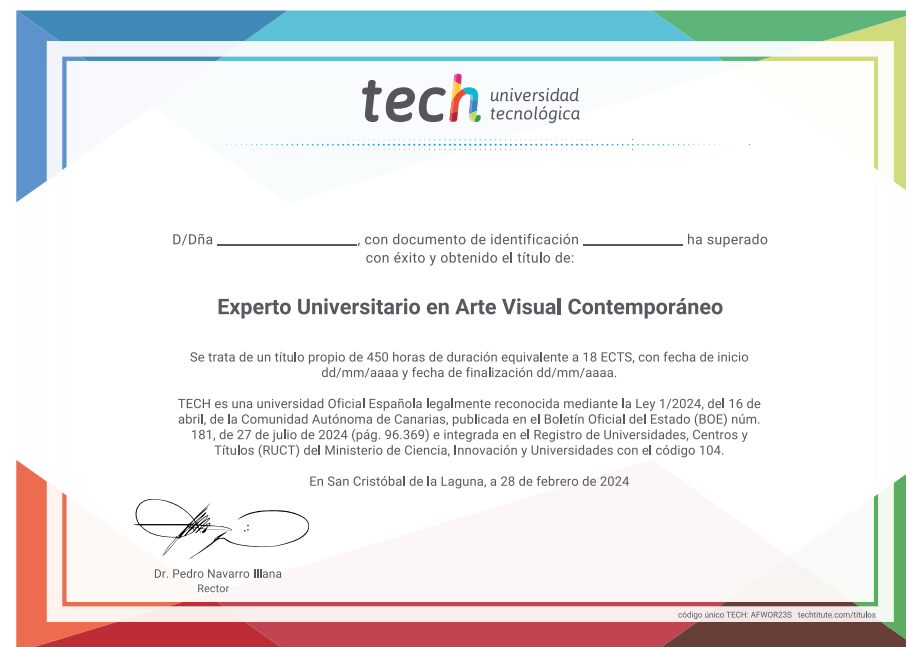 tech universidad
tecnológica
D/Dña ______________, con documento de identificación __________ ha superado
con éxito y obtenido el título de:
Experto Universitario en Arte Visual Contemporáneo
Se trata de un título propio de 450 horas de duración equivalente a 18 ECTS, con fecha de inicio
dd/mm/aaaa y fecha de finalización dd/mm/aaaa.
TECH es una universidad Oficial Española legalmente reconocida mediante la Ley 1/2024, del 16 de
abril, de la Comunidad Autónoma de Canarias, publicada en el Boletín Oficial del Estado (BOE) núm.
181, de 27 de julio de 2024 (pág. 96.369) e integrada en el Registro de Universidades, Centros y
Títulos (RUCT) del Ministerio de Ciencia, Innovación y Universidades con el código 104.
En San Cristóbal de la Laguna, a 28 de febrero de 2024
Dr. Pedro Navarro Illana
Rector
código único TECH: AFWOR23S techtitute.com/titulos